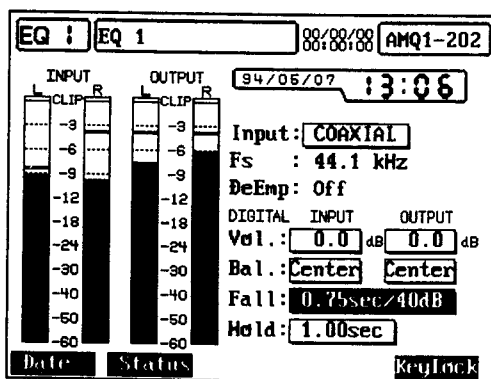 EQ 1 EQ 1 00/00/00 00:00:00 AMQ1-202
INPUT OUTPUT 94/06/07 13:06
L R L R
CLIP CLIP
-3 -3
-6 -6
-9 -9
-12 -12
-18 -18
-24 -24
-30 -30
-40 -40
-50 -50
-60 -60
Input: COAXIAL
Fs : 44.1 kHz
DeEmp: Off
DIGITAL INPUT OUTPUT
Vol.: 0.0 dB 0.0 dB
Bal.: Center Center
Fall: 0.75sec/40dB
Hold: 1.00sec
Date Status KeyLock